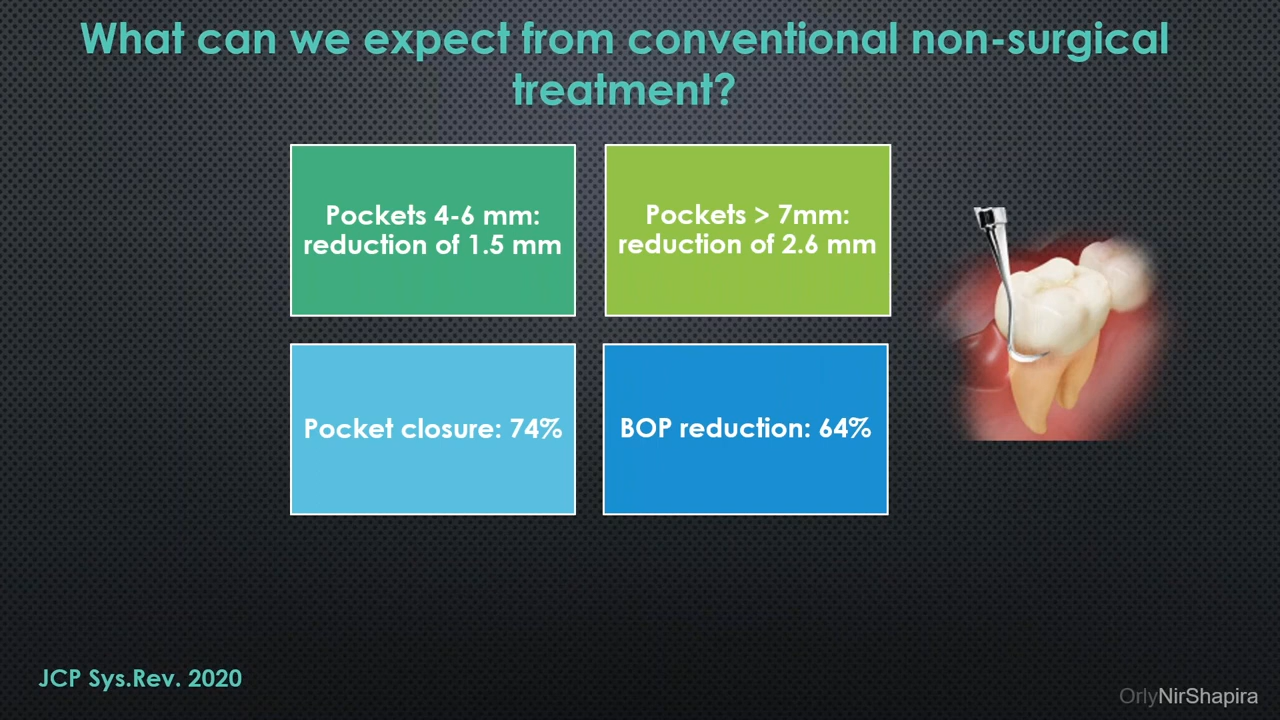 What can we expect from conventional non-surgical
treatment?
Pockets 4-6 mm:
reduction of 1.5 mm
Pockets > 7mm:
reduction of 2.6 mm
Pocket closure: 74%
BOP reduction: 64%
JCP Sys.Rev. 2020
OrlyNirShapira